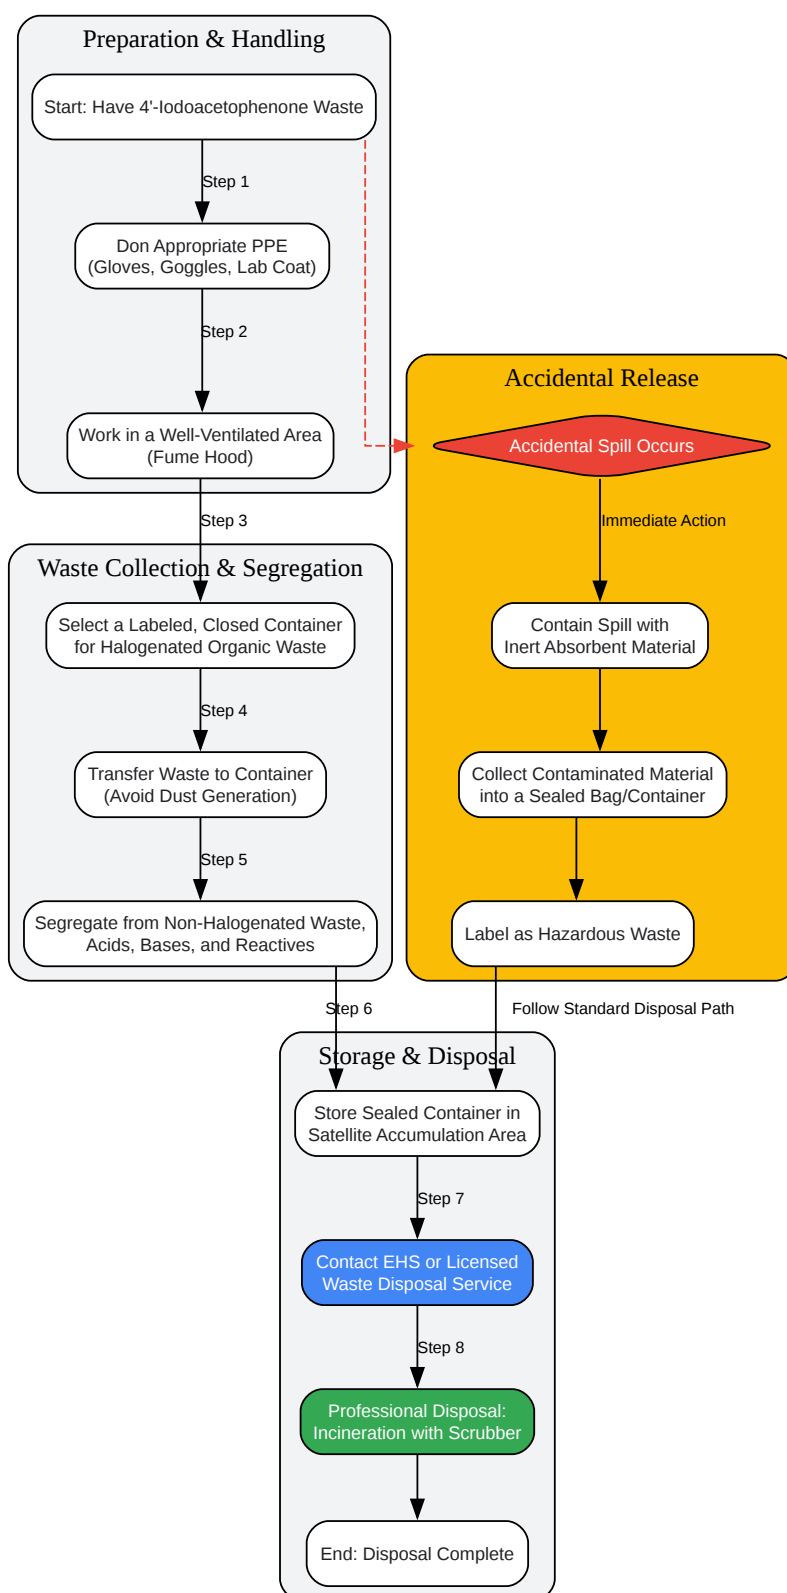 Preparation & Handling
Start: Have 4'-Iodoacetophenone Waste
Step 1
Don Appropriate PPE
(Gloves, Goggles, Lab Coat)
Step 2
Work in a Well-Ventilated Area
(Fume Hood)
Step 3
Waste Collection & Segregation
Select a Labeled, Closed Container
for Halogenated Organic Waste
Step 4
Transfer Waste to Container
(Avoid Dust Generation)
Step 5
Segregate from Non-Halogenated Waste,
Acids, Bases, and Reactives
Step 6
Accidental Release
Accidental Spill Occurs
Immediate Action
Contain Spill with
Inert Absorbent Material
Collect Contaminated Material
into a Sealed Bag/Container
Label as Hazardous Waste
Follow Standard Disposal Path
Storage & Disposal
Store Sealed Container in
Satellite Accumulation Area
Step 7
Contact EHS or Licensed
Waste Disposal Service
Step 8
Professional Disposal:
Incineration with Scrubber
End: Disposal Complete